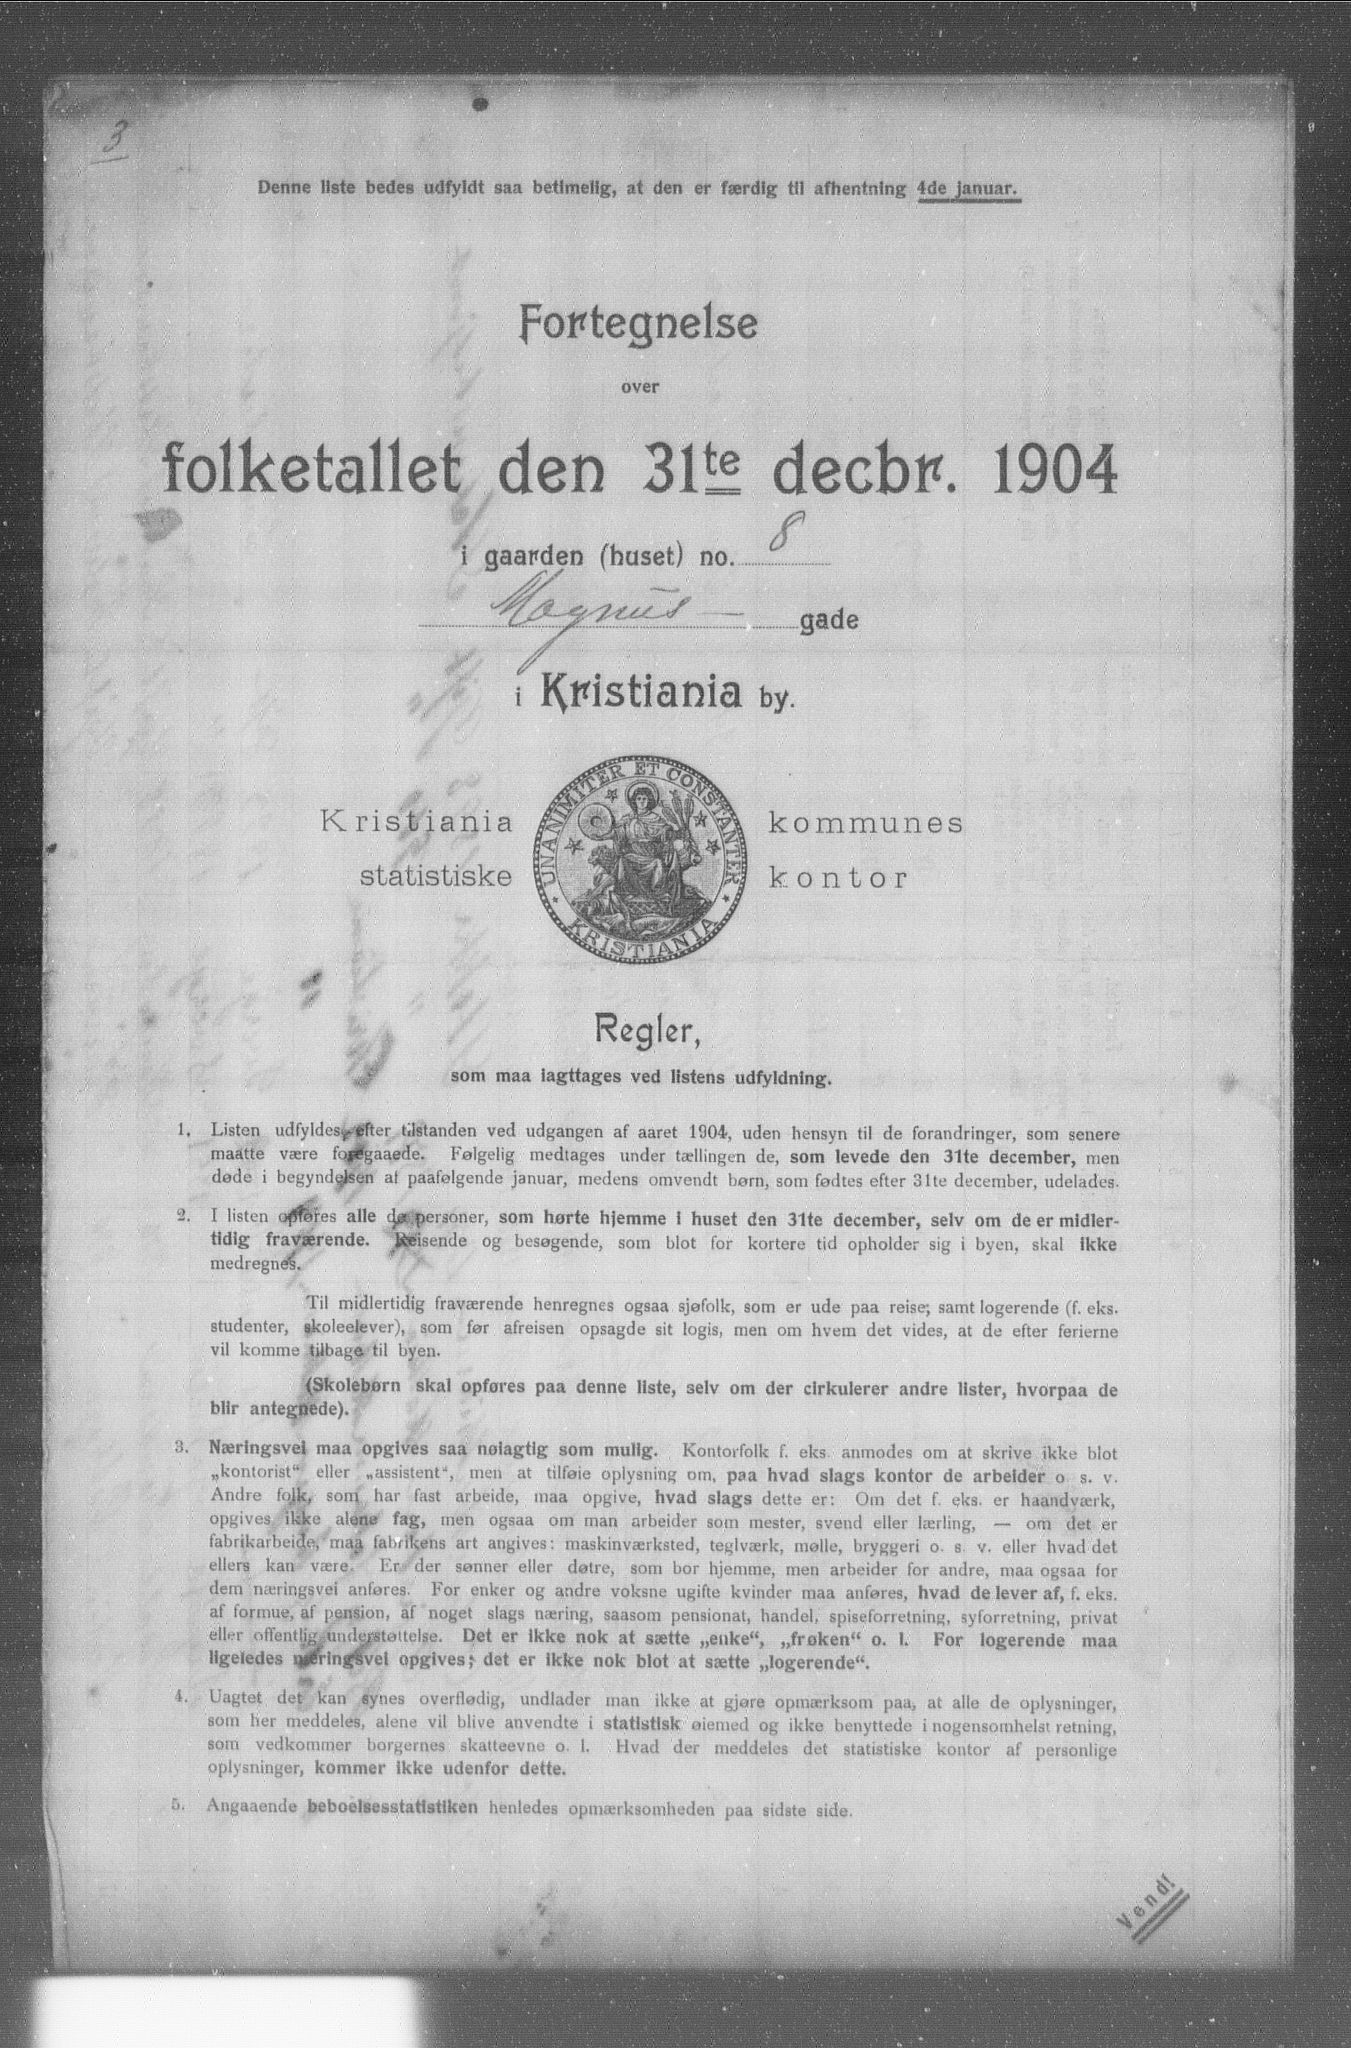 3
Denne liste bedes udfyldt saa betimelig, at den er færdig til afhentning 4de januar.
Fortegnelse
over
folketallet den 31te decbr. 1904
i gaarden (huset) no. 8
Magnus — gade
i Kristiania by.
Kristiania kommunes
statistiske kontor
UNANIMITER ET CONSTANTER
KRISTIANIA
Regler,
som maa iagttages ved listens udfyldning.
1. Listen udfyldes efter tilstanden ved udgangen af aaret 1904, uden hensyn til de forandringer, som senere
maatte være foregaaede. Følgelig medtages under tællingen de, som levede den 31te december, men
døde i begyndelsen af paafølgende januar, medens omvendt børn, som fødtes efter 31te december, udelades.
2. I listen opføres alle de personer, som hørte hjemme i huset den 31te december, selv om de er midler-
tidig fraværende. Reisende og besøgende, som blot for kortere tid opholder sig i byen, skal ikke
medregnes.
Til midlertidig fraværende henregnes ogsaa sjøfolk, som er ude paa reise; samt logerende (f. eks.
studenter, skoleelever), som før afreisen opsagde sit logis, men om hvem det vides, at de efter ferierne
vil komme tilbage til byen.
(Skolebørn skal opføres paa denne liste, selv om der cirkulerer andre lister, hvorpaa de
blir antegnede).
3. Næringsvei maa opgives saa nøiagtig som mulig. Kontorfolk f. eks. anmodes om at skrive ikke blot
„kontorist“ eller „assistent“, men at tilføie oplysning om, paa hvad slags kontor de arbeider o. s. v.
Andre folk, som har fast arbeide, maa opgive, hvad slags dette er: Om det f. eks. er haandværk,
opgives ikke alene fag, men ogsaa om man arbeider som mester, svend eller lærling, — om det er
fabrikarbeide, maa fabrikens art angives: maskinværksted, teglværk, mølle, bryggeri o. s. v. eller hvad det
ellers kan være. Er der sønner eller døtre, som bor hjemme, men arbeider for andre, maa ogsaa for
dem næringsvei anføres. For enker og andre voksne ugifte kvinder maa anføres, hvad de lever af, f. eks.
af formue, af pension, af noget slags næring, saasom pensionat, handel, spiseforretning, syforretning, privat
eller offentlig understøttelse. Det er ikke nok at sætte „enke“, „frøken“ o. l. For logerende maa
ligeledes næringsvei opgives; det er ikke nok blot at sætte „logerende“.
4. Uagtet det kan synes overflødig, undlader man ikke at gjøre opmærksom paa, at alle de oplysninger,
som her meddeles, alene vil blive anvendte i statistisk øiemed og ikke benyttede i nogensomhelst retning,
som vedkommer borgernes skatteevne o. l. Hvad der meddeles det statistiske kontor af personlige
oplysninger, kommer ikke udenfor dette.
5. Angaaende beboelsesstatistiken henledes opmærksomheden paa sidste side.
Vend!